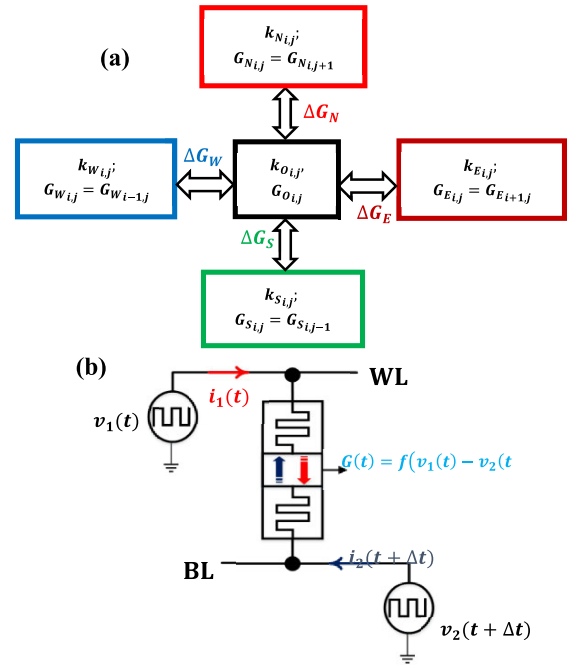 (a)
k_{N_{i,j}};
G_{N_{i,j}} = G_{N_{i,j+1}}
ΔG_N
k_{W_{i,j}};
G_{W_{i,j}} = G_{W_{i-1,j}}
ΔG_W
k_{O_{i,j}},
G_{O_{i,j}}
k_{E_{i,j}};
G_{E_{i,j}} = G_{E_{i+1,j}}
ΔG_E
ΔG_S
k_{S_{i,j}};
G_{S_{i,j}} = G_{S_{i,j-1}}
(b)
WL
i_1(t)
v_1(t)
G(t) = f(v_1(t) − v_2(t
i_2(t + Δt)
BL
v_2(t + Δt)